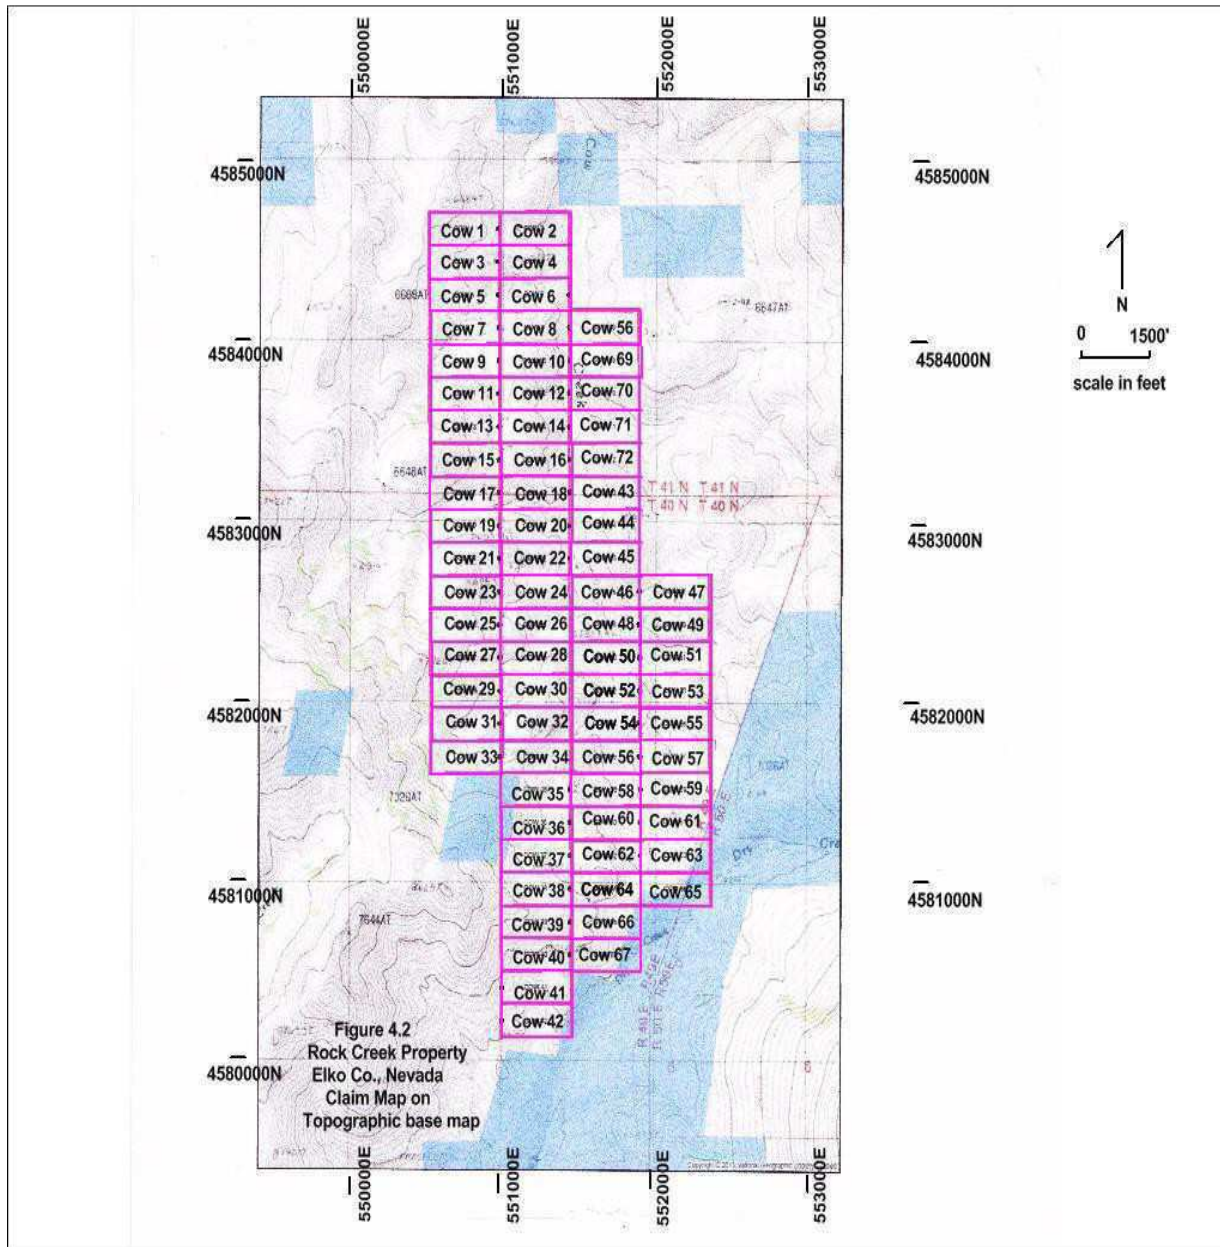 550000E
551000E
552000E
553000E
4585000N
4585000N
Cow
Cow 1
Cow 2
Cow 3
Cow 4
Cow 5
Cow 6
6647AT
N
0 1500'
scale in feet
Cow 7
Cow 8
Cow 56
4584000N
4584000N
Cow 9
Cow 10
Cow 69
Cow 11
Cow 12
Cow 70
Cow 13
Cow 14
Cow 71
Cow 15
Cow 16
Cow 72
6648AT
Cow 17
Cow 18
Cow 43
T 41 N T 41 N
T 40 N T 40 N
Cow 19
Cow 20
Cow 44
4583000N
4583000N
Cow 21
Cow 22
Cow 45
Cow 23
Cow 24
Cow 46
Cow 47
Cow 25
Cow 26
Cow 48
Cow 49
Cow 27
Cow 28
Cow 50
Cow 51
Cow 29
Cow 30
Cow 52
Cow 53
4582000N
4582000N
Cow 31
Cow 32
Cow 54
Cow 55
Cow 33
Cow 34
Cow 56
Cow 57
Cow 35
Cow 58
Cow 59
Cow 36
Cow 60
Cow 61
Cow 37
Cow 62
Cow 63
Dry Cre
4581000N
4581000N
Cow 38
Cow 64
Cow 65
7644AT
Cow 39
Cow 66
Cow 40
Cow 67
Cow 41
Cow 42
Figure 4.2
Rock Creek Property
Elko Co., Nevada
Claim Map on
Topographic base map
4580000N
6
550000E
551000E
552000E
553000E